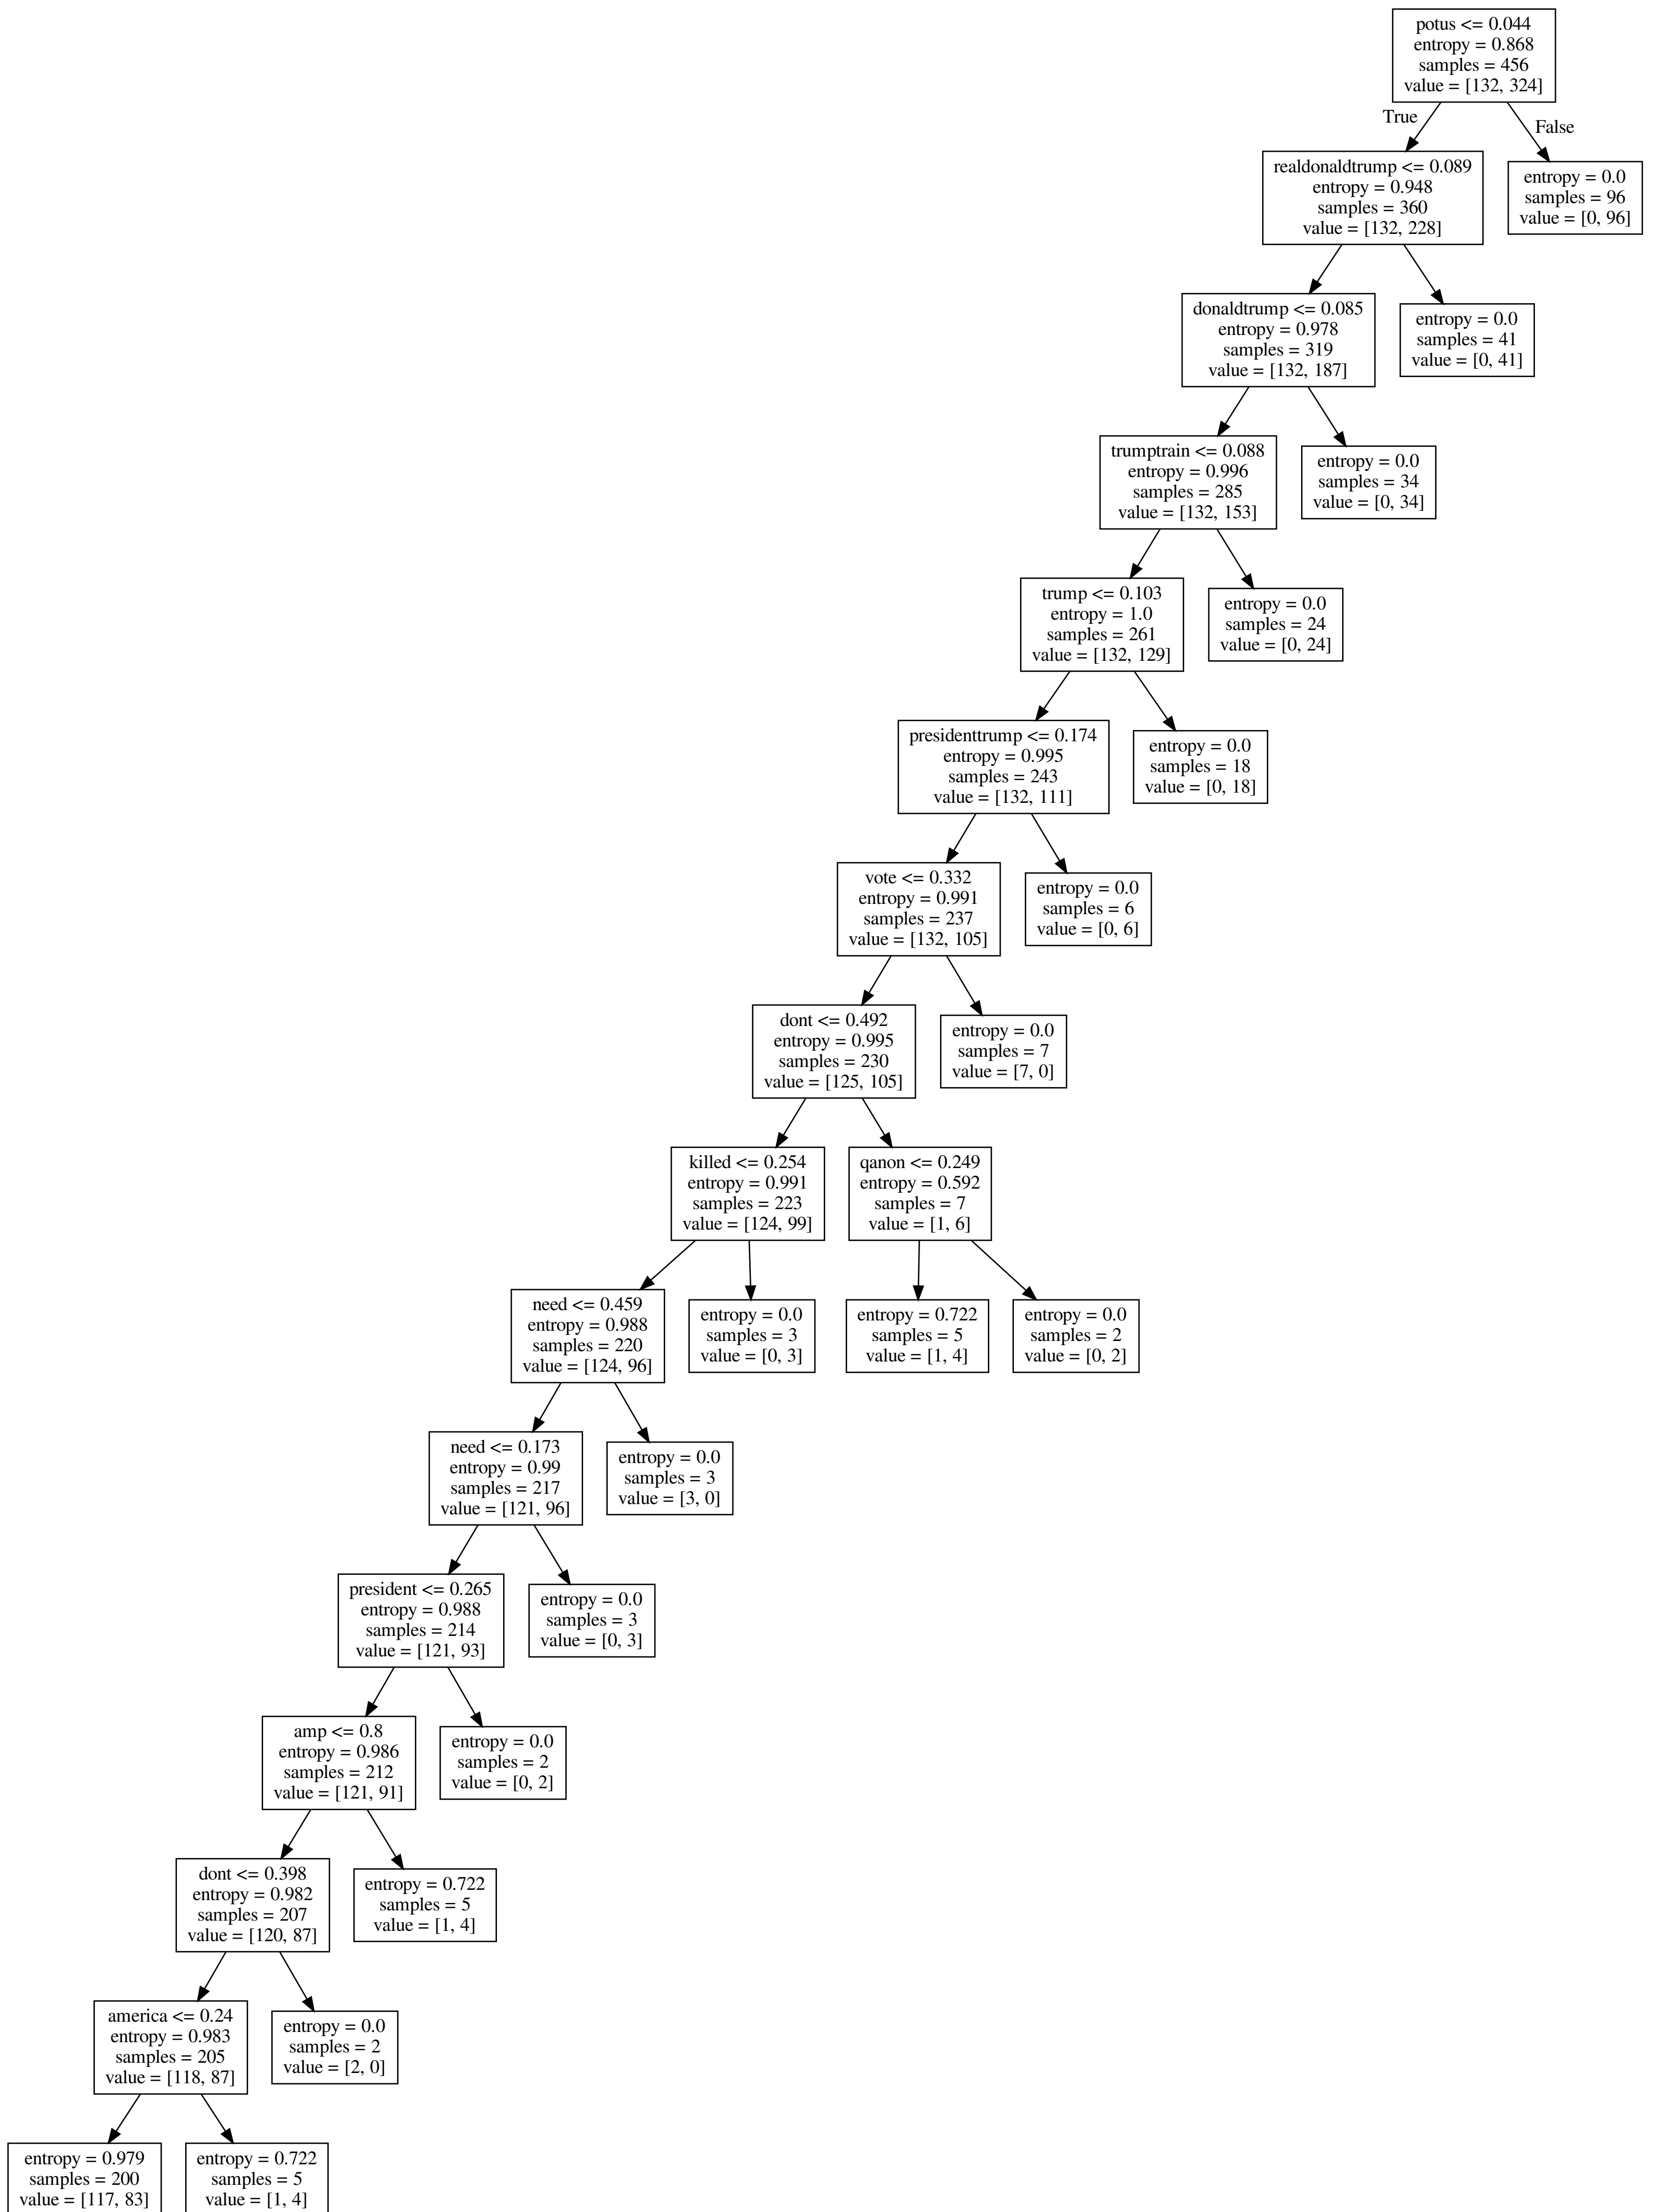 potus <= 0.044
entropy = 0.868
samples = 456
value = [132, 324]
True
False
realdonaldtrump <= 0.089
entropy = 0.948
samples = 360
value = [132, 228]
entropy = 0.0
samples = 96
value = [0, 96]
donaldtrump <= 0.085
entropy = 0.978
samples = 319
value = [132, 187]
entropy = 0.0
samples = 41
value = [0, 41]
trumptrain <= 0.088
entropy = 0.996
samples = 285
value = [132, 153]
entropy = 0.0
samples = 34
value = [0, 34]
trump <= 0.103
entropy = 1.0
samples = 261
value = [132, 129]
entropy = 0.0
samples = 24
value = [0, 24]
presidenttrump <= 0.174
entropy = 0.995
samples = 243
value = [132, 111]
entropy = 0.0
samples = 18
value = [0, 18]
vote <= 0.332
entropy = 0.991
samples = 237
value = [132, 105]
entropy = 0.0
samples = 6
value = [0, 6]
dont <= 0.492
entropy = 0.995
samples = 230
value = [125, 105]
entropy = 0.0
samples = 7
value = [7, 0]
killed <= 0.254
entropy = 0.991
samples = 223
value = [124, 99]
qanon <= 0.249
entropy = 0.592
samples = 7
value = [1, 6]
need <= 0.459
entropy = 0.988
samples = 220
value = [124, 96]
entropy = 0.0
samples = 3
value = [0, 3]
entropy = 0.722
samples = 5
value = [1, 4]
entropy = 0.0
samples = 2
value = [0, 2]
need <= 0.173
entropy = 0.99
samples = 217
value = [121, 96]
entropy = 0.0
samples = 3
value = [3, 0]
president <= 0.265
entropy = 0.988
samples = 214
value = [121, 93]
entropy = 0.0
samples = 3
value = [0, 3]
amp <= 0.8
entropy = 0.986
samples = 212
value = [121, 91]
entropy = 0.0
samples = 2
value = [0, 2]
dont <= 0.398
entropy = 0.982
samples = 207
value = [120, 87]
entropy = 0.722
samples = 5
value = [1, 4]
america <= 0.24
entropy = 0.983
samples = 205
value = [118, 87]
entropy = 0.0
samples = 2
value = [2, 0]
entropy = 0.979
samples = 200
value = [117, 83]
entropy = 0.722
samples = 5
value = [1, 4]